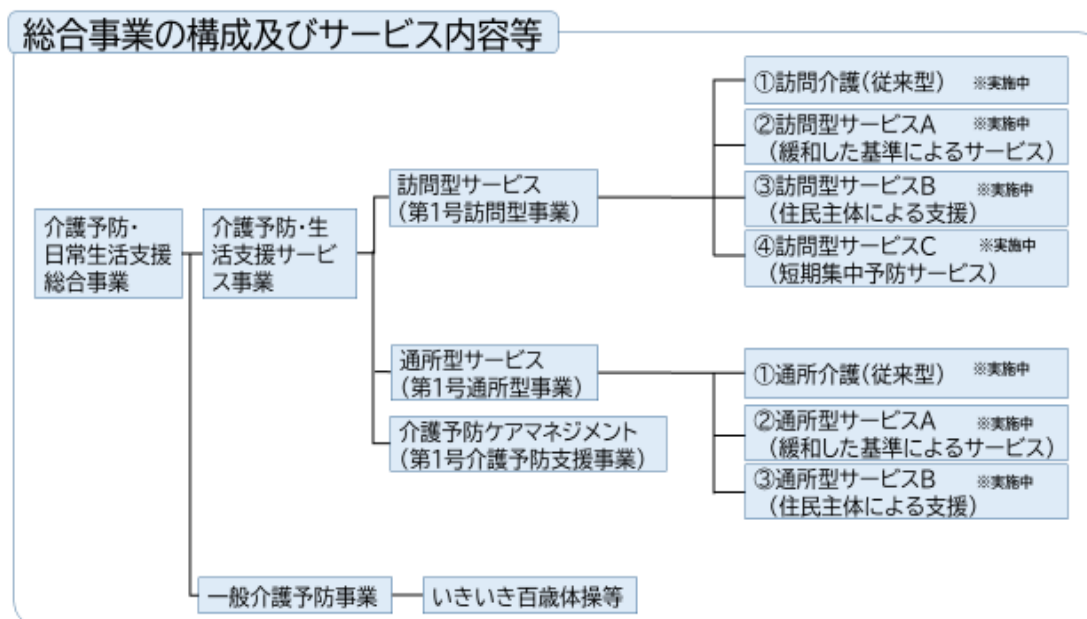 総合事業の構成及びサービス内容等
介護予防・
日常生活支援
総合事業
介護予防・生
活支援サービ
ス事業
訪問型サービス
(第1号訪問型事業)
①訪問介護(従来型) ※実施中
②訪問型サービスA ※実施中
(緩和した基準によるサービス)
③訪問型サービスB ※実施中
(住民主体による支援)
④訪問型サービスC ※実施中
(短期集中予防サービス)
通所型サービス
(第1号通所型事業)
①通所介護(従来型) ※実施中
②通所型サービスA ※実施中
(緩和した基準によるサービス)
③通所型サービスB ※実施中
(住民主体による支援)
介護予防ケアマネジメント
(第1号介護予防支援事業)
一般介護予防事業
いきいき百歳体操等